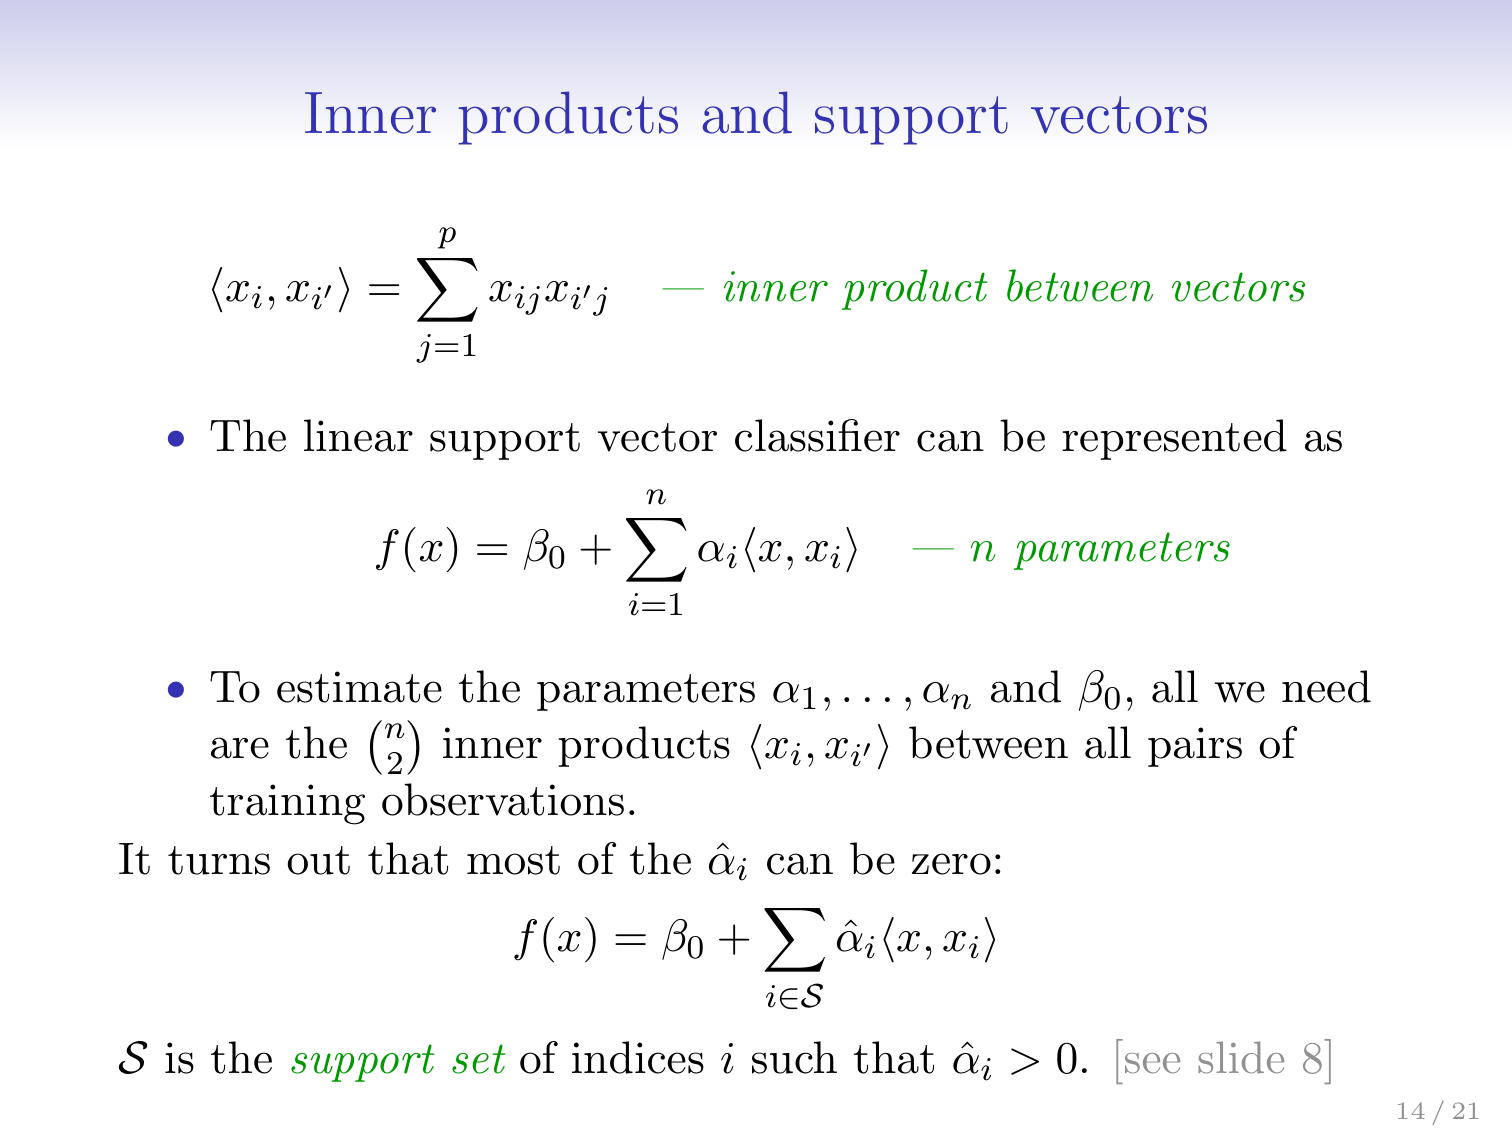 Inner products and support vectors
⟨x_i, x_{i′}⟩ = ∑_{j=1}^{p} x_{ij}x_{i′j} — inner product between vectors
• The linear support vector classifier can be represented as
f(x) = β_0 + ∑_{i=1}^{n} α_i⟨x, x_i⟩ — n parameters
• To estimate the parameters α_1, . . . , α_n and β_0, all we need
are the \binom{n}{2} inner products ⟨x_i, x_{i′}⟩ between all pairs of
training observations.
It turns out that most of the α̂_i can be zero:
f(x) = β_0 + ∑_{i∈𝒮} α̂_i⟨x, x_i⟩
𝒮 is the support set of indices i such that α̂_i > 0. [see slide 8]
14 / 21